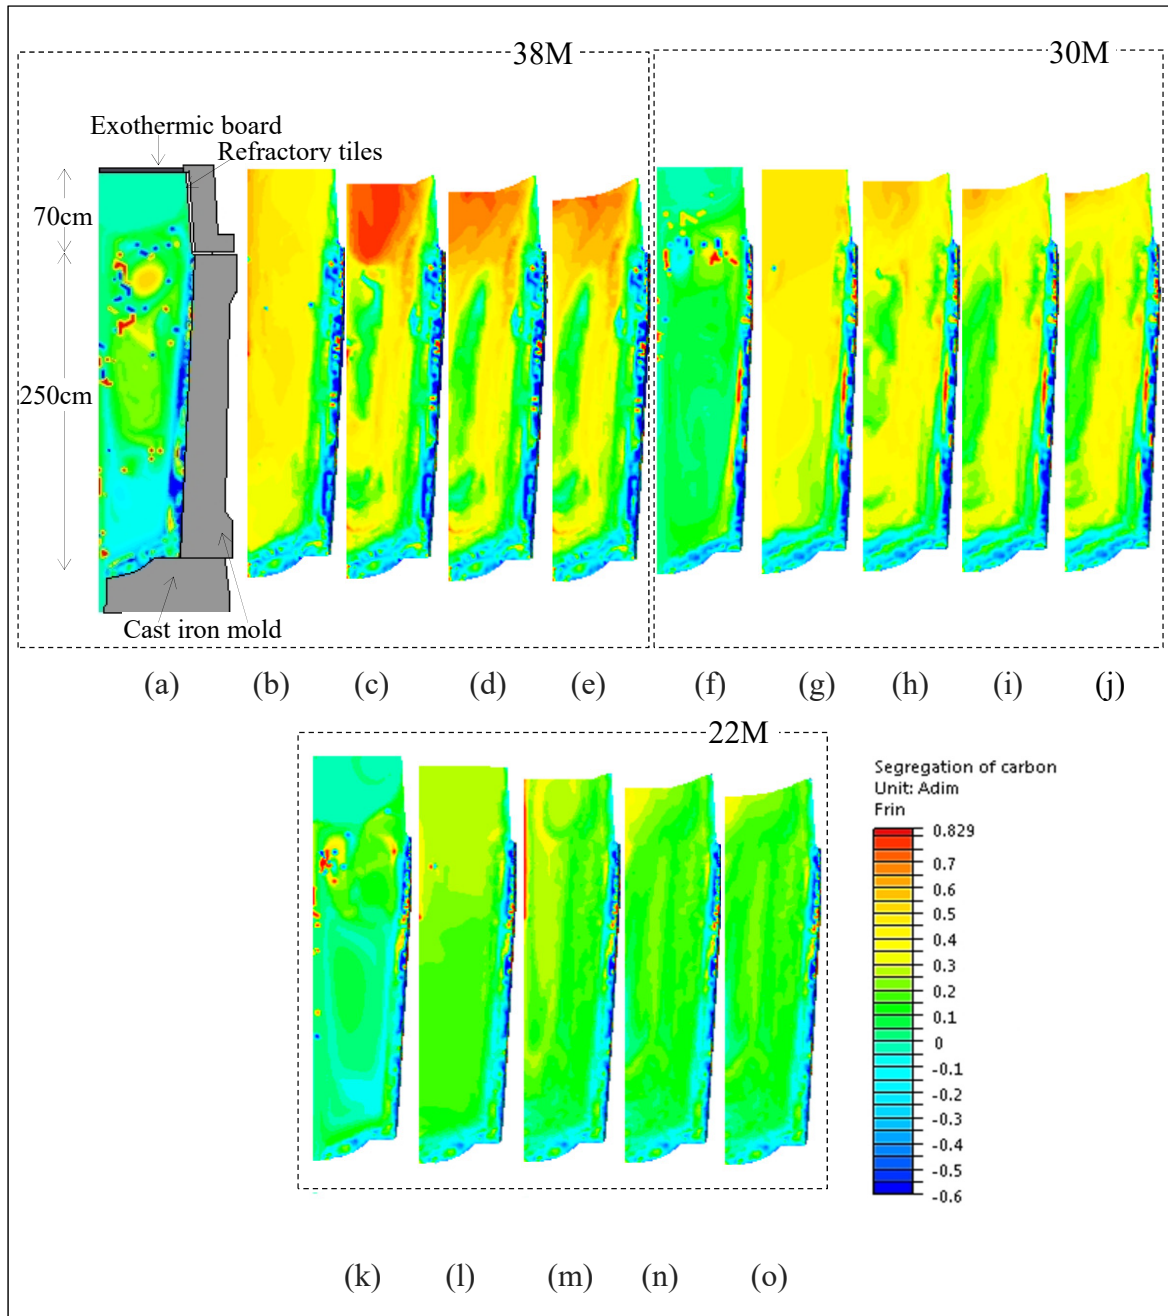 38M
30M
Exothermic board
Refractory tiles
70cm
250cm
Cast iron mold
(a)
(b)
(c)
(d)
(e)
(f)
(g)
(h)
(i)
(j)
22M
Segregation of carbon
Unit: Adim
Frin
0.829
0.7
0.6
0.5
0.4
0.3
0.2
0.1
0
-0.1
-0.2
-0.3
-0.4
-0.5
-0.6
(k)
(l)
(m)
(n)
(o)